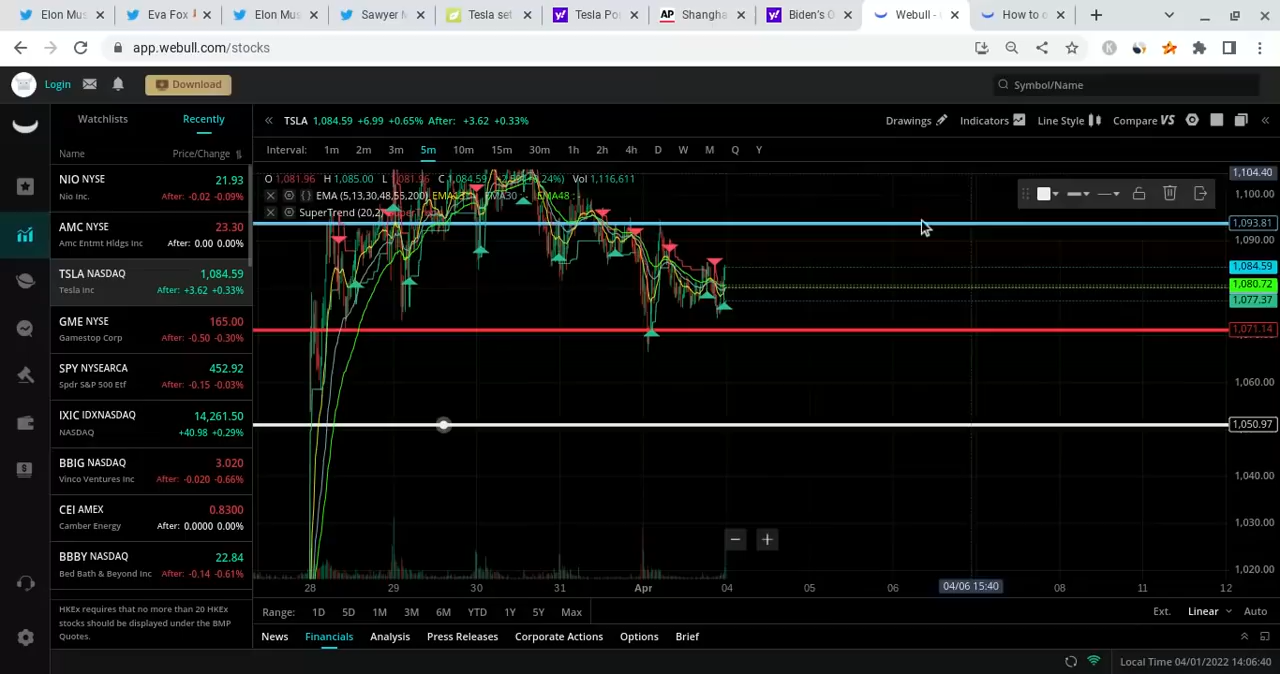 Elon Mus
Eva Fox
Elon Mus
Sawyer
Tesla set
Tesla Po
AP
Shangha
Biden's O
Webull -
How to
app.webull.com/stocks
Login
Download
Symbol/Name
Watchlists
Recently
« TSLA 1,084.59 +6.99 +0.65% After: +3.62 +0.33%
Drawings
Indicators
Line Style
Compare VS
Name
Price/Change
Interval: 1m 2m 3m 5m 10m 15m 30m 1h 2h 4h D W M Q Y
NIO NYSE 21.93
Nio Inc. After: -0.02 -0.09%
AMC NYSE 23.30
Amc Entmt Hldgs Inc After: 0.00 0.00%
TSLA NASDAQ 1,084.59
Tesla Inc After: +3.62 +0.33%
GME NYSE 165.00
Gamestop Corp After: -0.50 -0.30%
SPY NYSEARCA 452.92
Spdr S&P 500 Etf After: -0.15 -0.03%
IXIC IDXNASDAQ 14,261.50
NASDAQ +40.98 +0.29%
BBIG NASDAQ 3.020
Vinco Ventures Inc After: -0.020 -0.66%
CEI AMEX 0.8300
Camber Energy After: 0.0000 0.00%
BBBY NASDAQ 22.84
Bed Bath & Beyond Inc After: -0.14 -0.61%
HKEx requires that no more than 20 HKEx
stocks should be displayed under the BMP
Quotes.
O 1,081.96 H 1,085.00 L 1,081.96 C 1,084.59 Vol 1,116,611
EMA (5,13,30,48,55,200) EMA30 : EMA48 :
SuperTrend (20,2)
1,104.40
1,100.00
1,093.81
1,090.00
1,084.59
1,080.72
1,077.37
1,071.14
1,060.00
1,050.97
1,040.00
1,030.00
1,020.00
28 29 30 31 Apr 04 05 06 04/06 15:40 08 11 12
Range: 1D 5D 1M 3M 6M YTD 1Y 5Y Max
Ext. Linear Auto
News Financials Analysis Press Releases Corporate Actions Options Brief
Local Time 04/01/2022 14:06:40